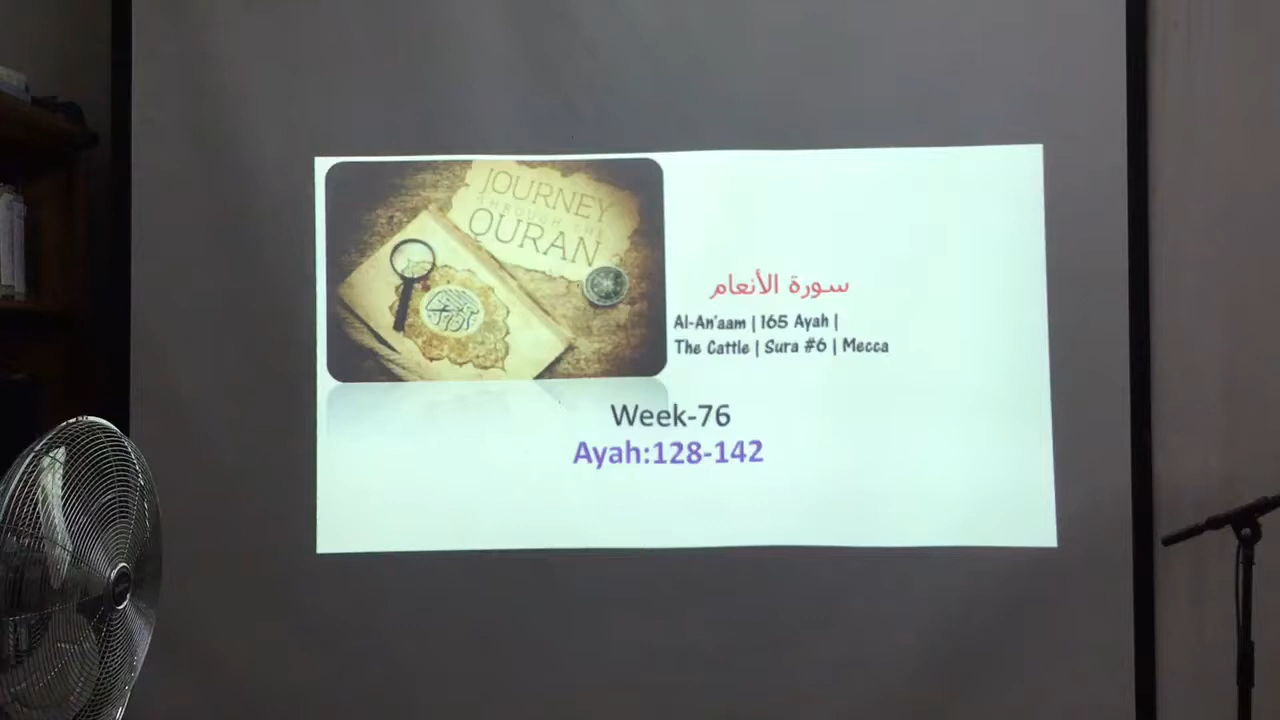 JOURNEY
THROUGH THE
QURAN
سورة الأنعام
Al-An'aam | 165 Ayah |
The Cattle | Sura #6 | Mecca
Week-76
Ayah:128-142